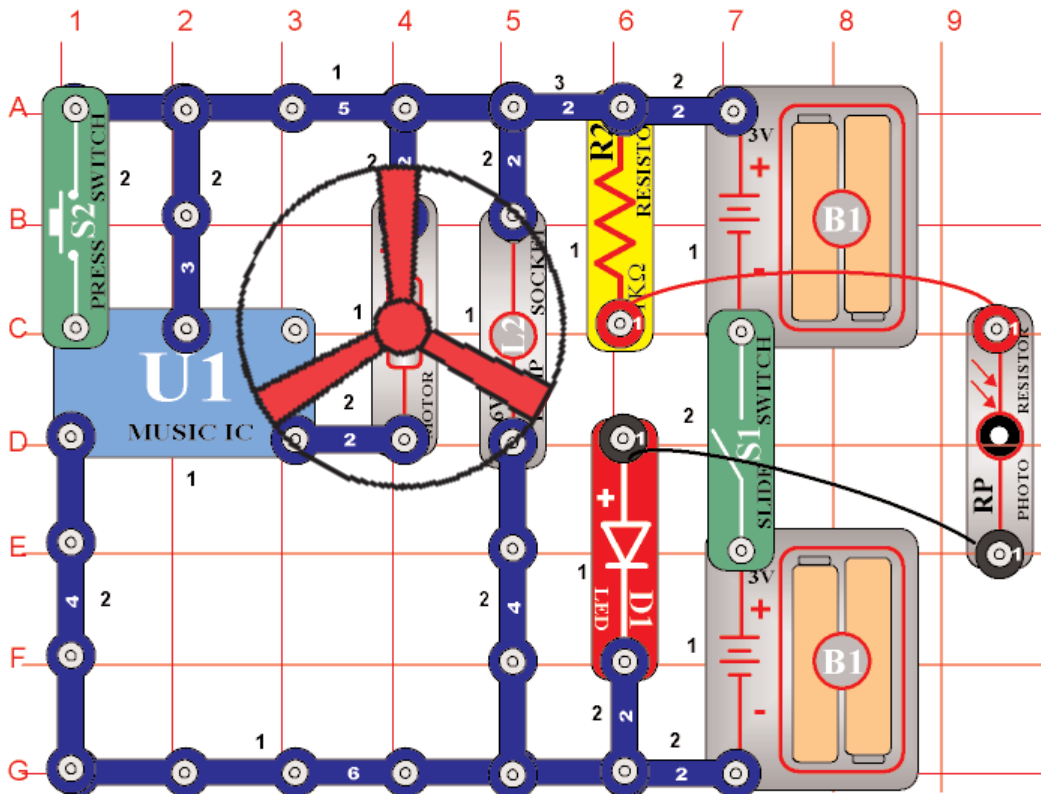 1 2 3 4 5 6 7 8 9
A
1
5
3
2
2
2
3V
+
-
B1
S2
PRESS SWITCH
2
2
3
2
2
2
2
R2
RESISTOR
1KΩ
1
1
B
C
U1
MUSIC IC
1
1
1
1
L2
SOCKET
6V
MOTOR
2
2
1
2
S1
SLIDE SWITCH
1
RP
PHOTO RESISTOR
1
D
1
+
D1
LED
1
E
4
2
2
4
3V
+
-
B1
1
F
2
2
G
1
6
2
2